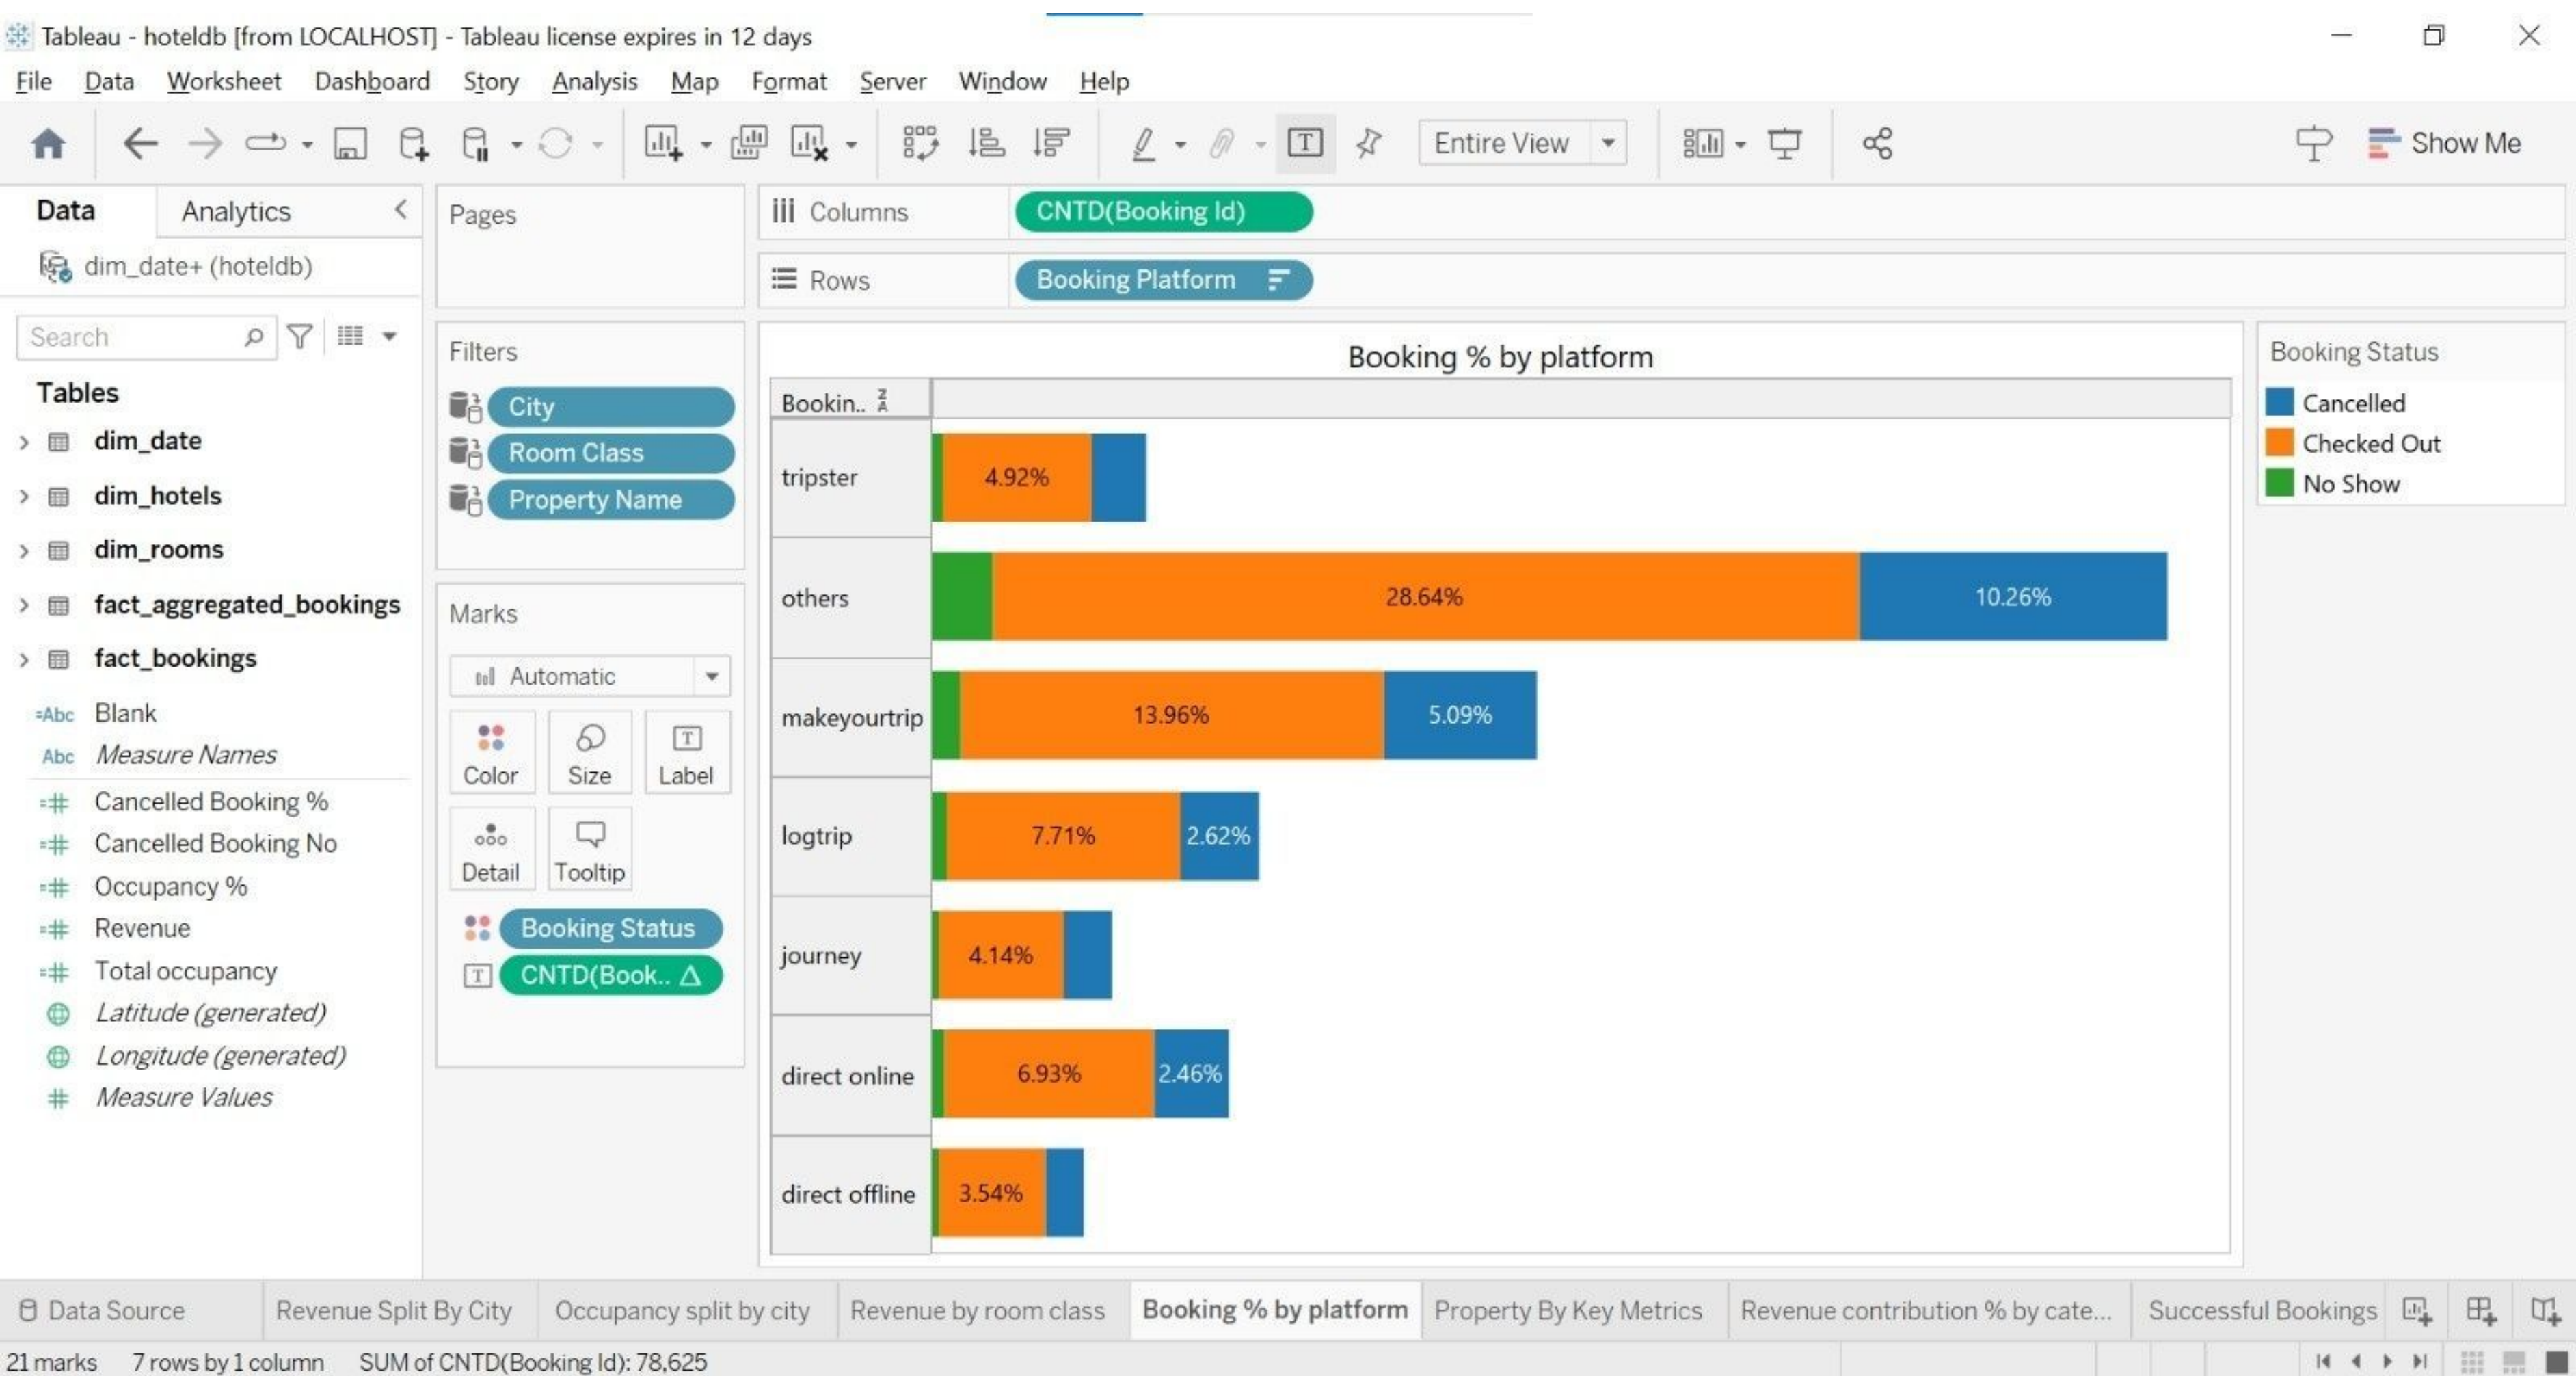 Tableau - hoteldb [from LOCALHOST] - Tableau license expires in 12 days
File Data Worksheet Dashboard Story Analysis Map Format Server Window Help
Entire View
Show Me
Data Analytics
dim_date+ (hoteldb)
Search
Tables
dim_date
dim_hotels
dim_rooms
fact_aggregated_bookings
fact_bookings
=Abc Blank
Abc Measure Names
=# Cancelled Booking %
=# Cancelled Booking No
=# Occupancy %
=# Revenue
=# Total occupancy
Latitude (generated)
Longitude (generated)
# Measure Values
Pages
Filters
City
Room Class
Property Name
Marks
Automatic
Color Size T Label
Detail Tooltip
Booking Status
T CNTD(Book.. Δ
Columns CNTD(Booking Id)
Rows Booking Platform
Booking % by platform
Bookin.. Z A
tripster 4.92%
others 28.64% 10.26%
makeyourtrip 13.96% 5.09%
logtrip 7.71% 2.62%
journey 4.14%
direct online 6.93% 2.46%
direct offline 3.54%
Booking Status
Cancelled
Checked Out
No Show
Data Source Revenue Split By City Occupancy split by city Revenue by room class Booking % by platform Property By Key Metrics Revenue contribution % by cate... Successful Bookings
21 marks 7 rows by 1 column SUM of CNTD(Booking Id): 78,625